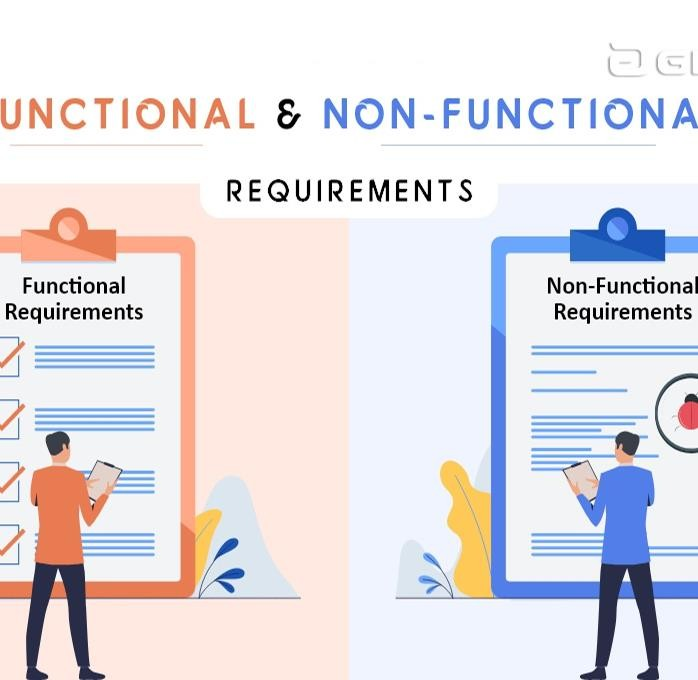 UNCTIONAL & NON-FUNCTIONA
REQUIREMENTS
Functional
Requirements
Non-Functional
Requirements